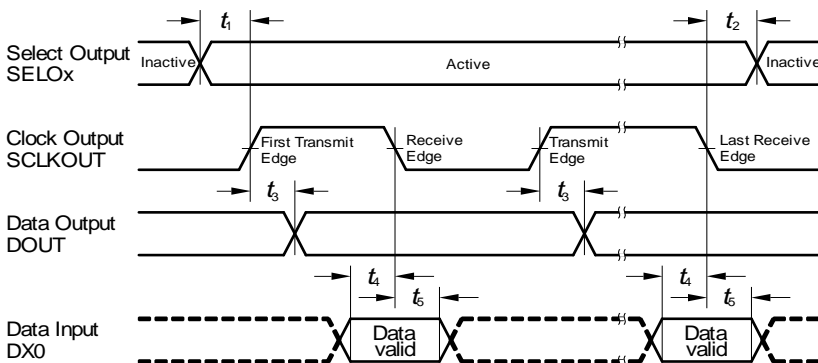 t1
t2
Select Output
SELOx
Inactive
Active
Inactive
Clock Output
SCLKOUT
First Transmit
Edge
Receive
Edge
Transmit
Edge
Last Receive
Edge
t3
t3
Data Output
DOUT
t4
t5
t4
t5
Data Input
DX0
Data
valid
Data
valid